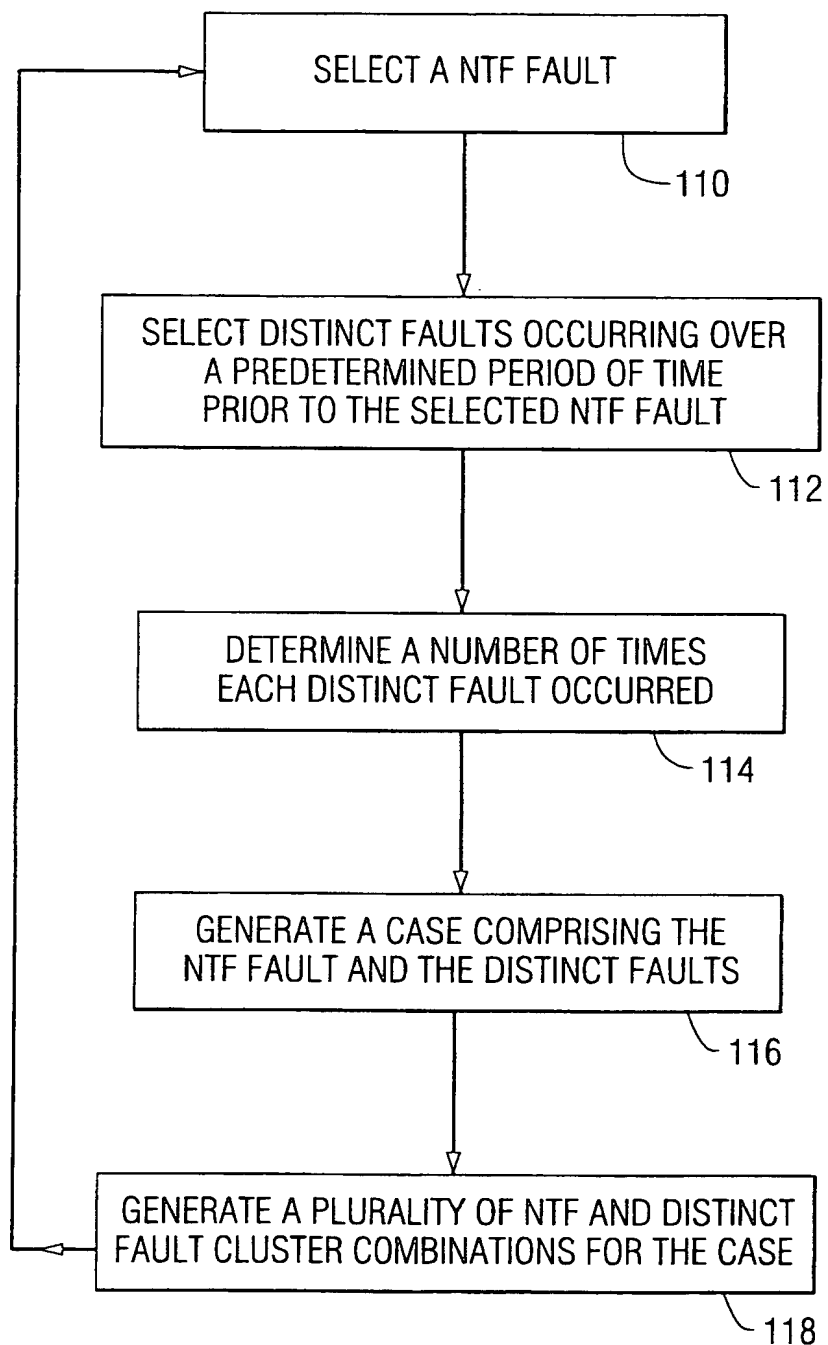 SELECT A NTF FAULT
110
SELECT DISTINCT FAULTS OCCURRING OVER
A PREDETERMINED PERIOD OF TIME
PRIOR TO THE SELECTED NTF FAULT
112
DETERMINE A NUMBER OF TIMES
EACH DISTINCT FAULT OCCURRED
114
GENERATE A CASE COMPRISING THE
NTF FAULT AND THE DISTINCT FAULTS
116
GENERATE A PLURALITY OF NTF AND DISTINCT
FAULT CLUSTER COMBINATIONS FOR THE CASE
118